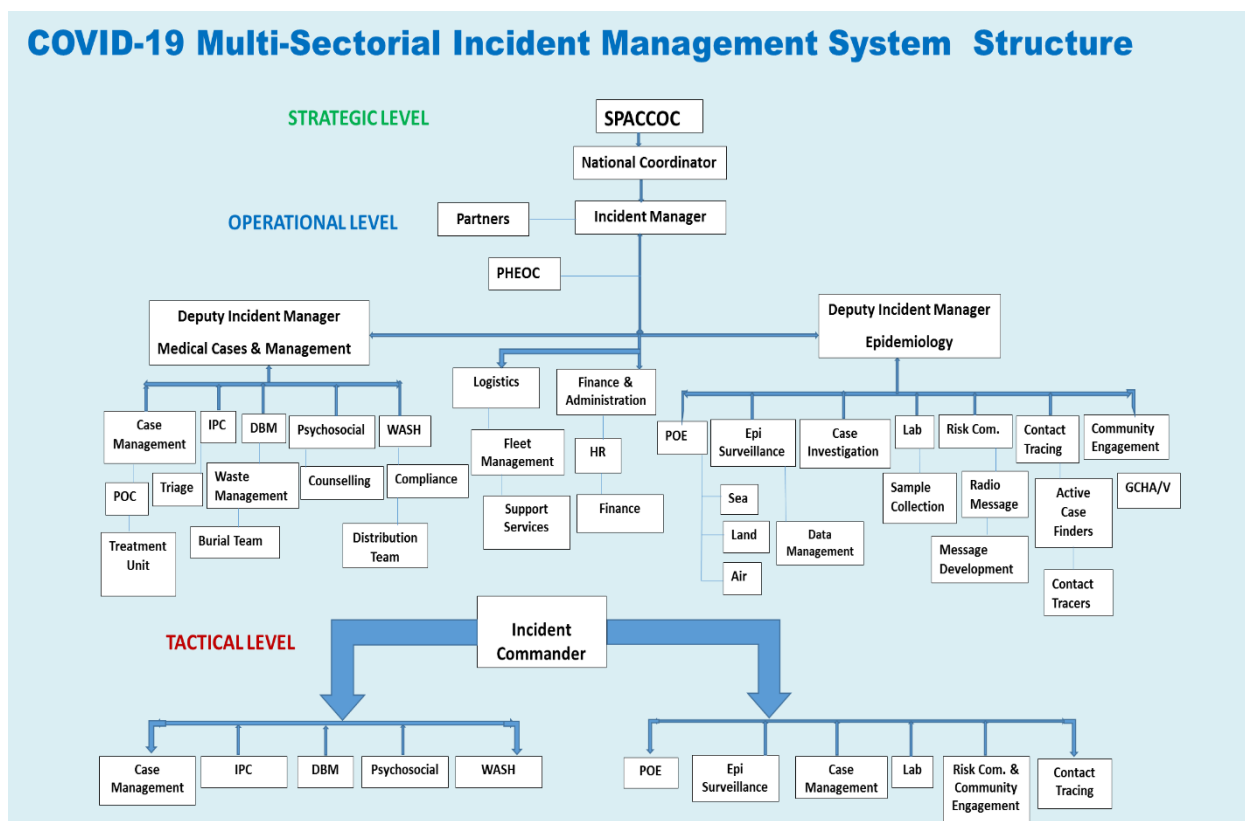 COVID-19 Multi-Sectorial Incident Management System Structure
STRATEGIC LEVEL
SPACCOC
National Coordinator
OPERATIONAL LEVEL
Partners
Incident Manager
PHEOC
Deputy Incident Manager
Medical Cases & Management
Deputy Incident Manager
Epidemiology
Logistics
Finance &
Administration
Case
Management
IPC
DBM
Psychosocial
WASH
Fleet
Management
HR
POE
Epi
Surveillance
Case
Investigation
Lab
Risk Com.
Contact
Tracing
Community
Engagement
POC
Triage
Waste
Management
Counselling
Compliance
Support
Services
Finance
Sea
Land
Air
Data
Management
Sample
Collection
Radio
Message
Active
Case
Finders
GCHA/V
Treatment
Unit
Burial Team
Distribution
Team
Message
Development
Contact
Tracers
TACTICAL LEVEL
Incident
Commander
Case
Management
IPC
DBM
Psychosocial
WASH
POE
Epi
Surveillance
Case
Management
Lab
Risk Com. &
Community
Engagement
Contact
Tracing